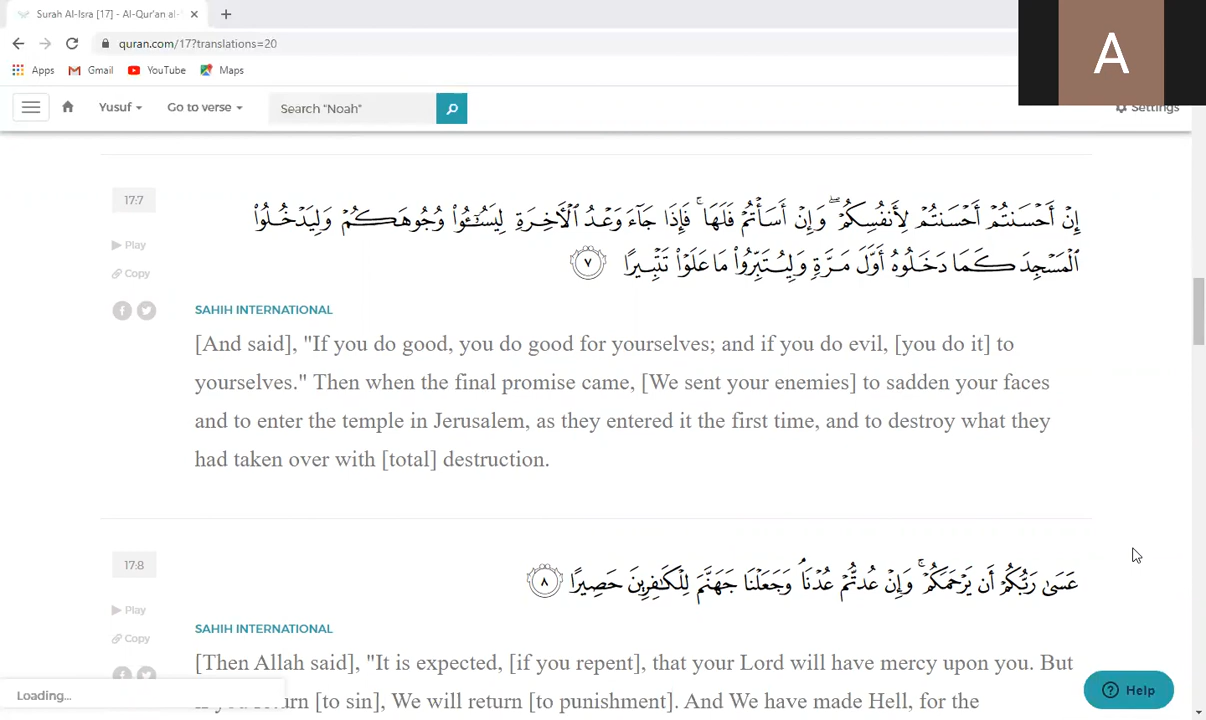 Surah Al-Isra [17] - Al-Qur'an al-
quran.com/17?translations=20
Apps Gmail YouTube Maps
A
Yusuf Go to verse Search "Noah" Settings
17:7
إِنْ أَحْسَنتُمْ أَحْسَنتُمْ لِأَنفُسِكُمْ ۖ وَإِنْ أَسَأْتُمْ فَلَهَا ۚ فَإِذَا جَآءَ وَعْدُ ٱلْـَٔاخِرَةِ لِيَسُـۥٓـُٔوا۟ وُجُوهَكُمْ وَلِيَدْخُلُوا۟
ٱلْمَسْجِدَ كَمَا دَخَلُوهُ أَوَّلَ مَرَّةٍ وَلِيُتَبِّرُوا۟ مَا عَلَوْا۟ تَتْبِيرًا ٧
Play
Copy
SAHIH INTERNATIONAL
[And said], "If you do good, you do good for yourselves; and if you do evil, [you do it] to
yourselves." Then when the final promise came, [We sent your enemies] to sadden your faces
and to enter the temple in Jerusalem, as they entered it the first time, and to destroy what they
had taken over with [total] destruction.
17:8
عَسَىٰ رَبُّكُمْ أَن يَرْحَمَكُمْ ۚ وَإِنْ عُدتُّمْ عُدْنَا ۘ وَجَعَلْنَا جَهَنَّمَ لِلْكَـٰفِرِينَ حَصِيرًا ٨
Play
Copy
SAHIH INTERNATIONAL
[Then Allah said], "It is expected, [if you repent], that your Lord will have mercy upon you. But
return [to sin], We will return [to punishment]. And We have made Hell, for the
Loading...
Help